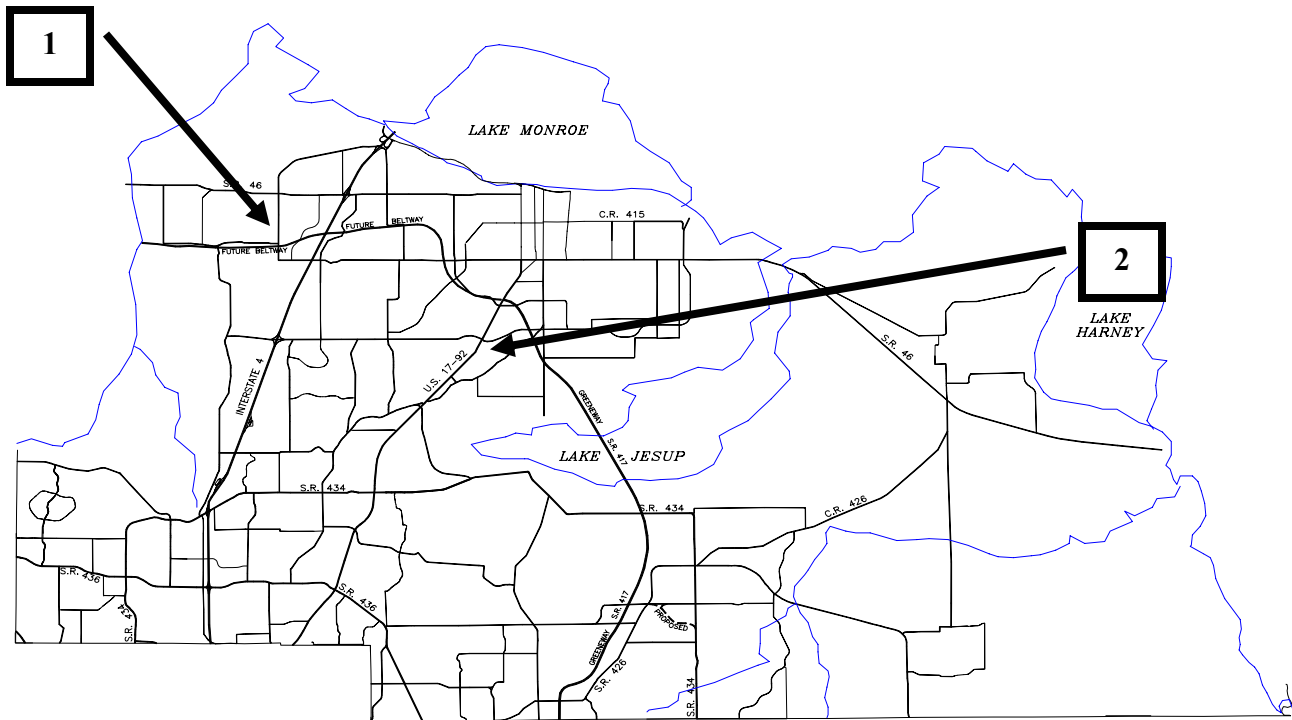 1
LAKE MONROE
S.R. 46
C.R. 415
FUTURE BELTWAY
FUTURE BELTWAY
2
LAKE
HARNEY
S.R. 46
U.S. 17-92
INTERSTATE 4
GREENEWAY
S.R. 417
LAKE JESUP
S.R. 434
S.R. 434
C.R. 426
S.R. 436
S.R. 436
S.R. 434
S.R. 417
PROPOSED
GREENEWAY
S.R. 426
S.R. 434